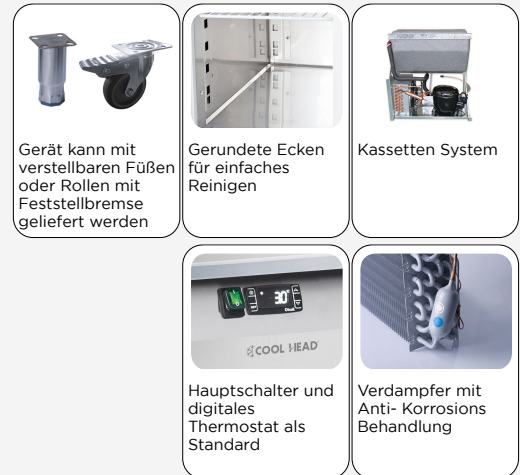 Gerät kann mit
verstellbaren Füßen
oder Rollen mit
Feststellbremse
geliefert werden
Gerundete Ecken
für einfaches
Reinigen
Kassetten System
30°
COOL HEAD
Hauptschalter und
digitales
Thermostat als
Standard
Verdampfer mit
Anti- Korrosions
Behandlung